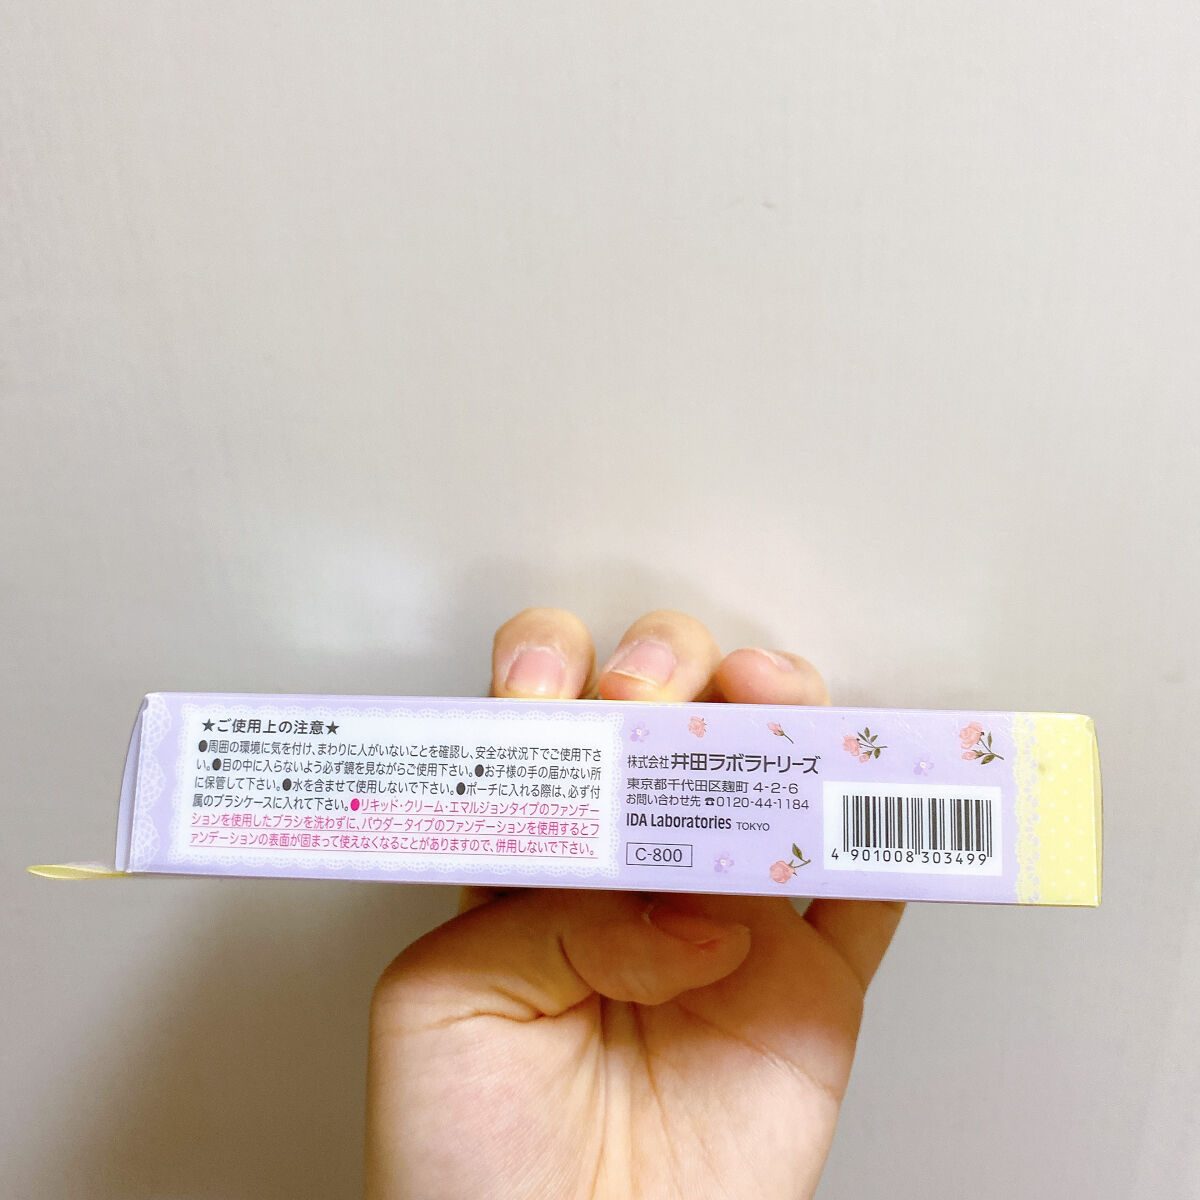 ★ご使用上の注意★
●周囲の環境に気を付け、まわりに人がいないことを確認し、安全な状況下でご使用下さ
い。●目の中に入らないよう必ず鏡を見ながらご使用下さい。●お子様の手の届かない所
に保管して下さい。●水を含ませて使用しないで下さい。●ポーチに入れる際は、必ず付
属のブラシケースに入れて下さい。●リキッド・クリーム・エマルジョンタイプのファンデー
ションを使用したブラシを洗わずに、パウダータイプのファンデーションを使用するとフ
ァンデーションの表面が固まって使えなくなることがありますので、併用しないで下さい。
株式会社 井田ラボラトリーズ
東京都千代田区麹町 4-2-6
お問い合わせ先 ☎0120-44-1184
IDA Laboratories TOKYO
C-800
4 901008 303499